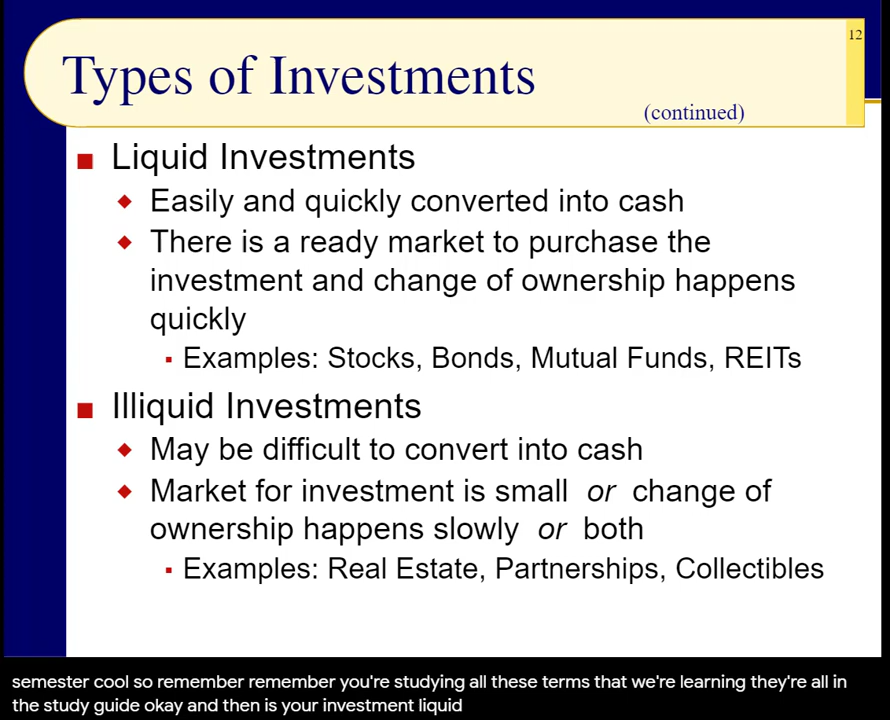 12
Types of Investments
(continued)
Liquid Investments
Easily and quickly converted into cash
There is a ready market to purchase the
investment and change of ownership happens
quickly
Examples: Stocks, Bonds, Mutual Funds, REITs
Illiquid Investments
May be difficult to convert into cash
Market for investment is small or change of
ownership happens slowly or both
Examples: Real Estate, Partnerships, Collectibles
semester cool so remember remember you're studying all these terms that we're learning they're all in
the study guide okay and then is your investment liquid